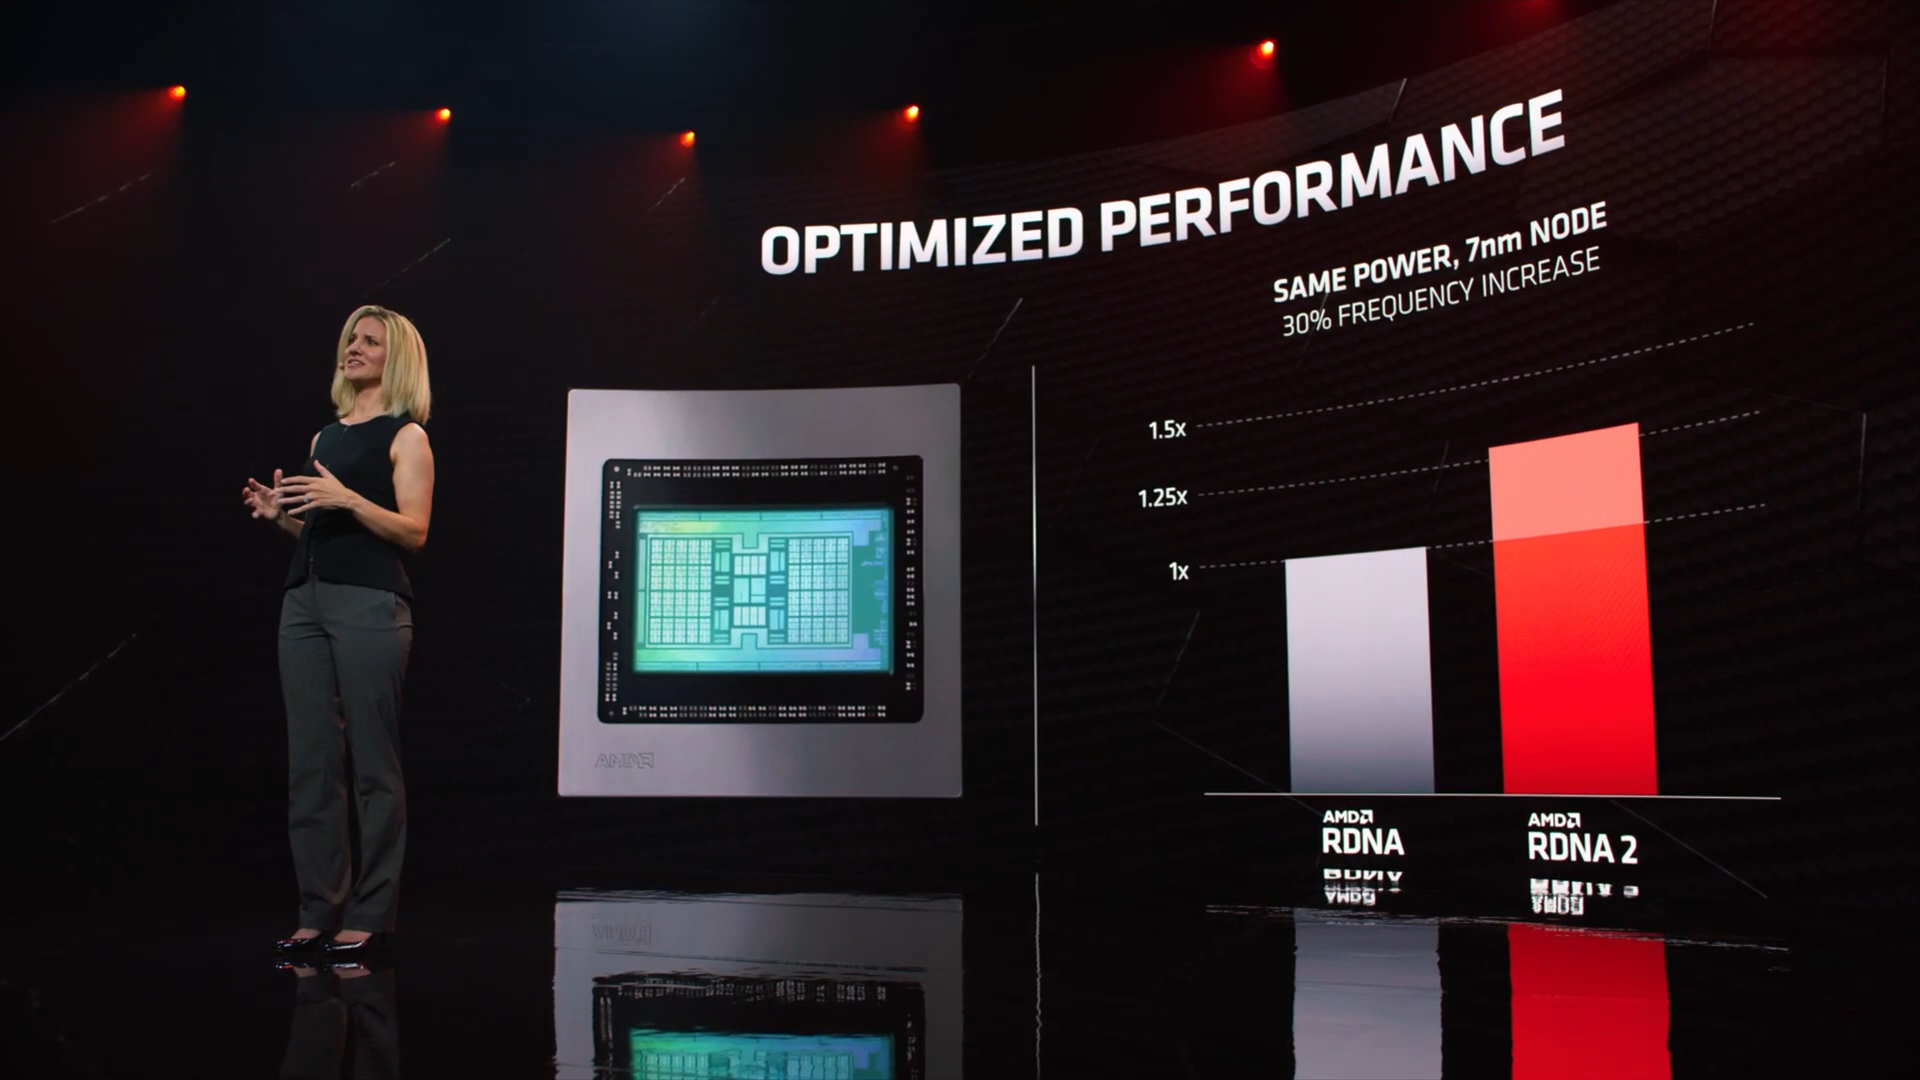 OPTIMIZED PERFORMANCE
SAME POWER, 7nm NODE
30% FREQUENCY INCREASE
1.5x
1.25x
1x
AMD
RDNA
AMD
RDNA 2
AMD